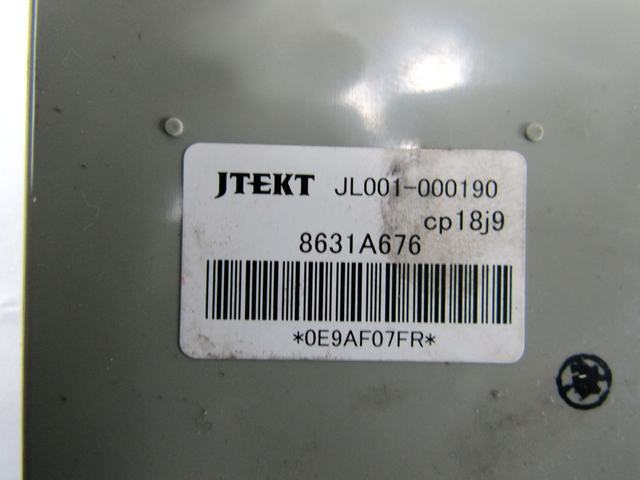 JTEKT JL001-000190
cp18j9
8631A676
*0E9AF07FR*